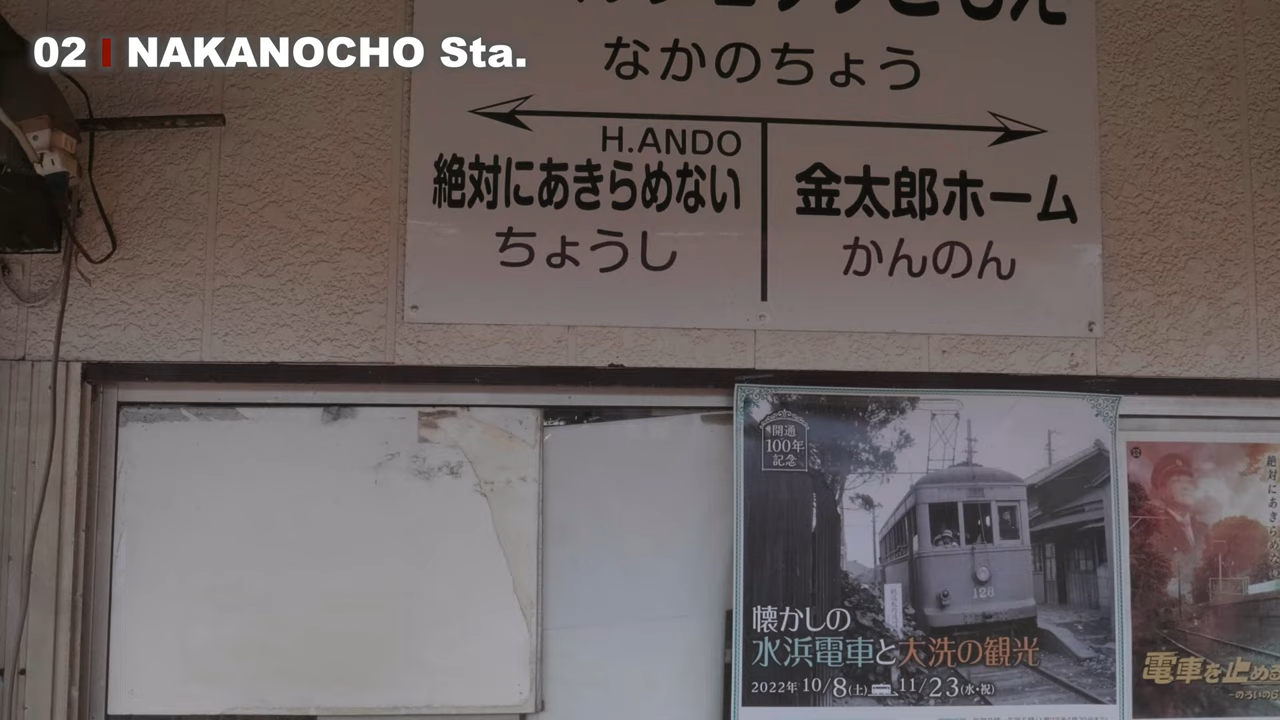 02 | NAKANOCHO Sta.
なかのちょう
H.ANDO
絶対にあきらめない
金太郎ホーム
ちょうし
かんのん
開通
100年
記念
126
懐かしの
水浜電車と大洗の観光
2022年 10/8(土) 11/23(水・祝)
絶対にあきらめない
電車を止める